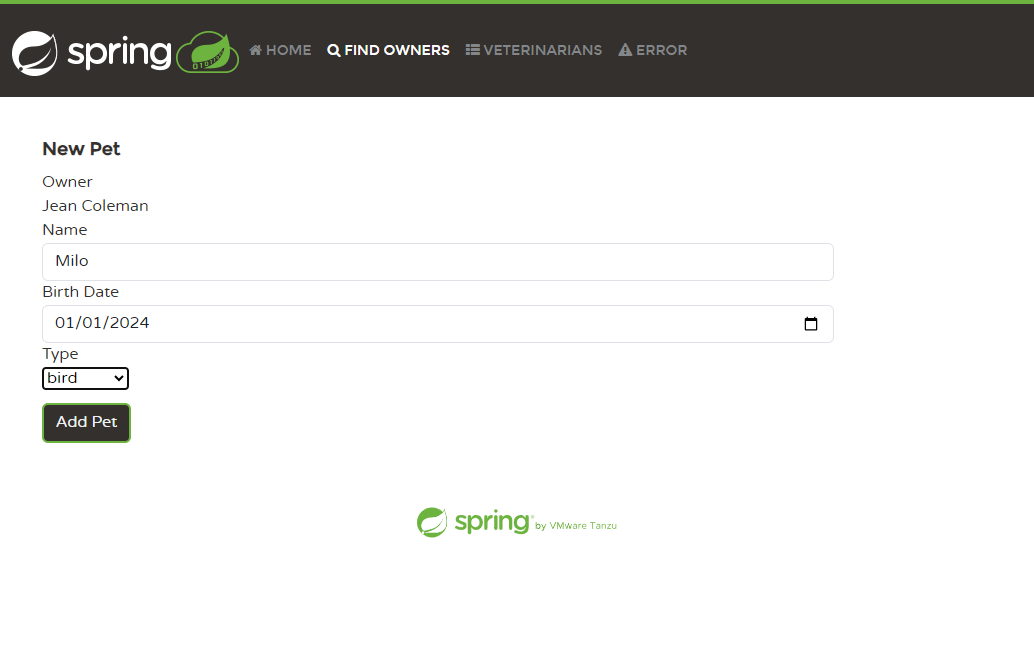 spring HOME FIND OWNERS VETERINARIANS ERROR
New Pet
Owner
Jean Coleman
Name
Milo
Birth Date
01/01/2024
Type
bird
Add Pet
spring by VMware Tanzu